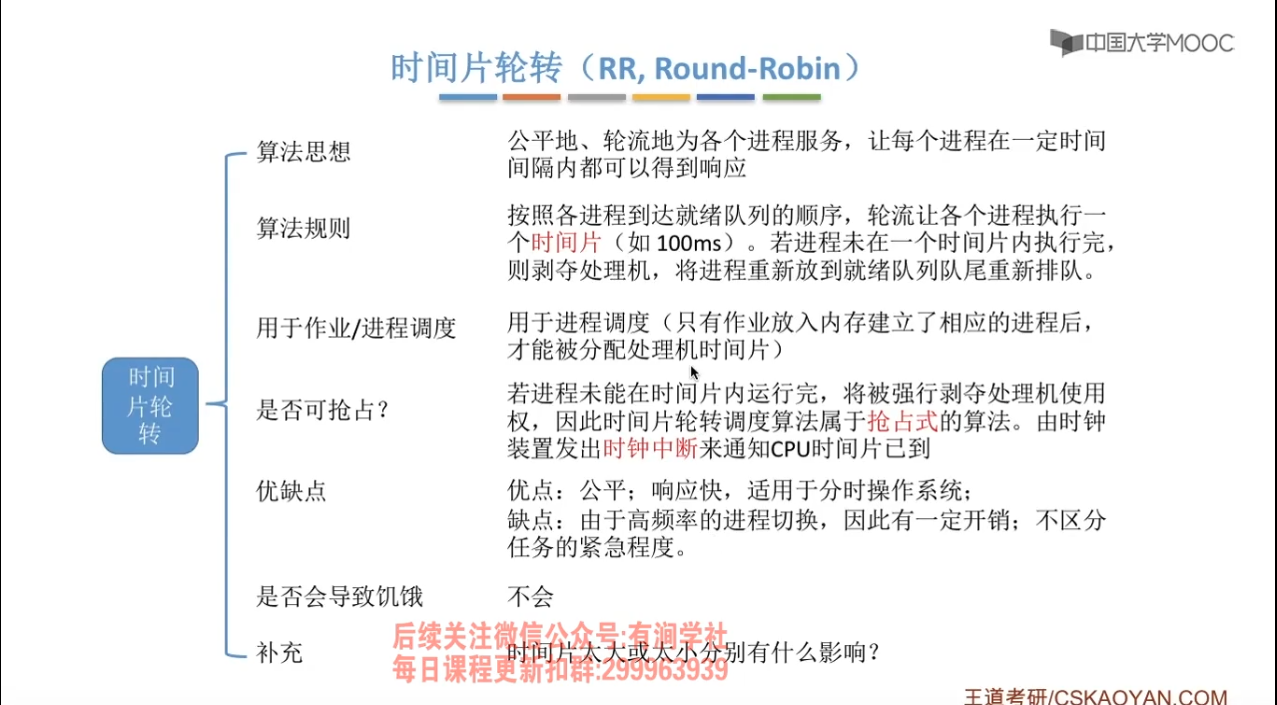 中国大学MOOC
时间片轮转（RR, Round-Robin）
算法思想
公平地、轮流地为各个进程服务，让每个进程在一定时间
间隔内都可以得到响应
算法规则
按照各进程到达就绪队列的顺序，轮流让各个进程执行一
个时间片（如 100ms）。若进程未在一个时间片内执行完，
则剥夺处理机，将进程重新放到就绪队列队尾重新排队。
用于作业/进程调度
用于进程调度（只有作业放入内存建立了相应的进程后，
才能被分配处理机时间片）
时间
片轮
转
是否可抢占？
若进程未能在时间片内运行完，将被强行剥夺处理机使用
权，因此时间片轮转调度算法属于抢占式的算法。由时钟
装置发出时钟中断来通知CPU时间片已到
优缺点
优点：公平；响应快，适用于分时操作系统；
缺点：由于高频率的进程切换，因此有一定开销；不区分
任务的紧急程度。
是否会导致饥饿
不会
补充
时间片太大或太小分别有什么影响？
后续关注微信公众号:有涧学社
每日课程更新扣群:299963939
王道考研/CSKAOYAN.COM